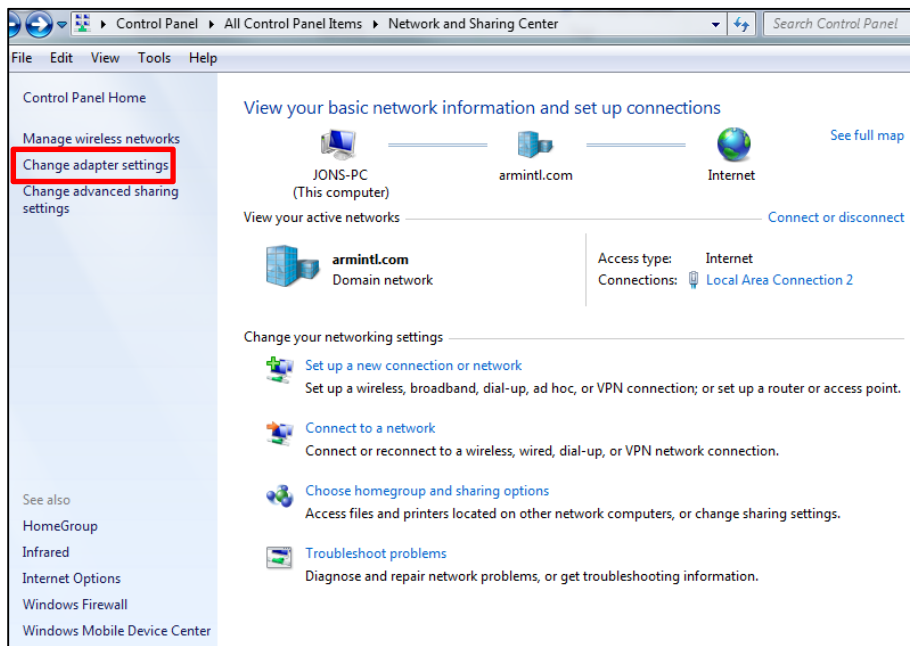 Control Panel ▸ All Control Panel Items ▸ Network and Sharing Center
Search Control Panel
File Edit View Tools Help
Control Panel Home
Manage wireless networks
Change adapter settings
Change advanced sharing
settings
See also
HomeGroup
Infrared
Internet Options
Windows Firewall
Windows Mobile Device Center
View your basic network information and set up connections
See full map
JONS-PC
(This computer)
armintl.com
Internet
View your active networks
Connect or disconnect
armintl.com
Domain network
Access type: Internet
Connections: Local Area Connection 2
Change your networking settings
Set up a new connection or network
Set up a wireless, broadband, dial-up, ad hoc, or VPN connection; or set up a router or access point.
Connect to a network
Connect or reconnect to a wireless, wired, dial-up, or VPN network connection.
Choose homegroup and sharing options
Access files and printers located on other network computers, or change sharing settings.
Troubleshoot problems
Diagnose and repair network problems, or get troubleshooting information.